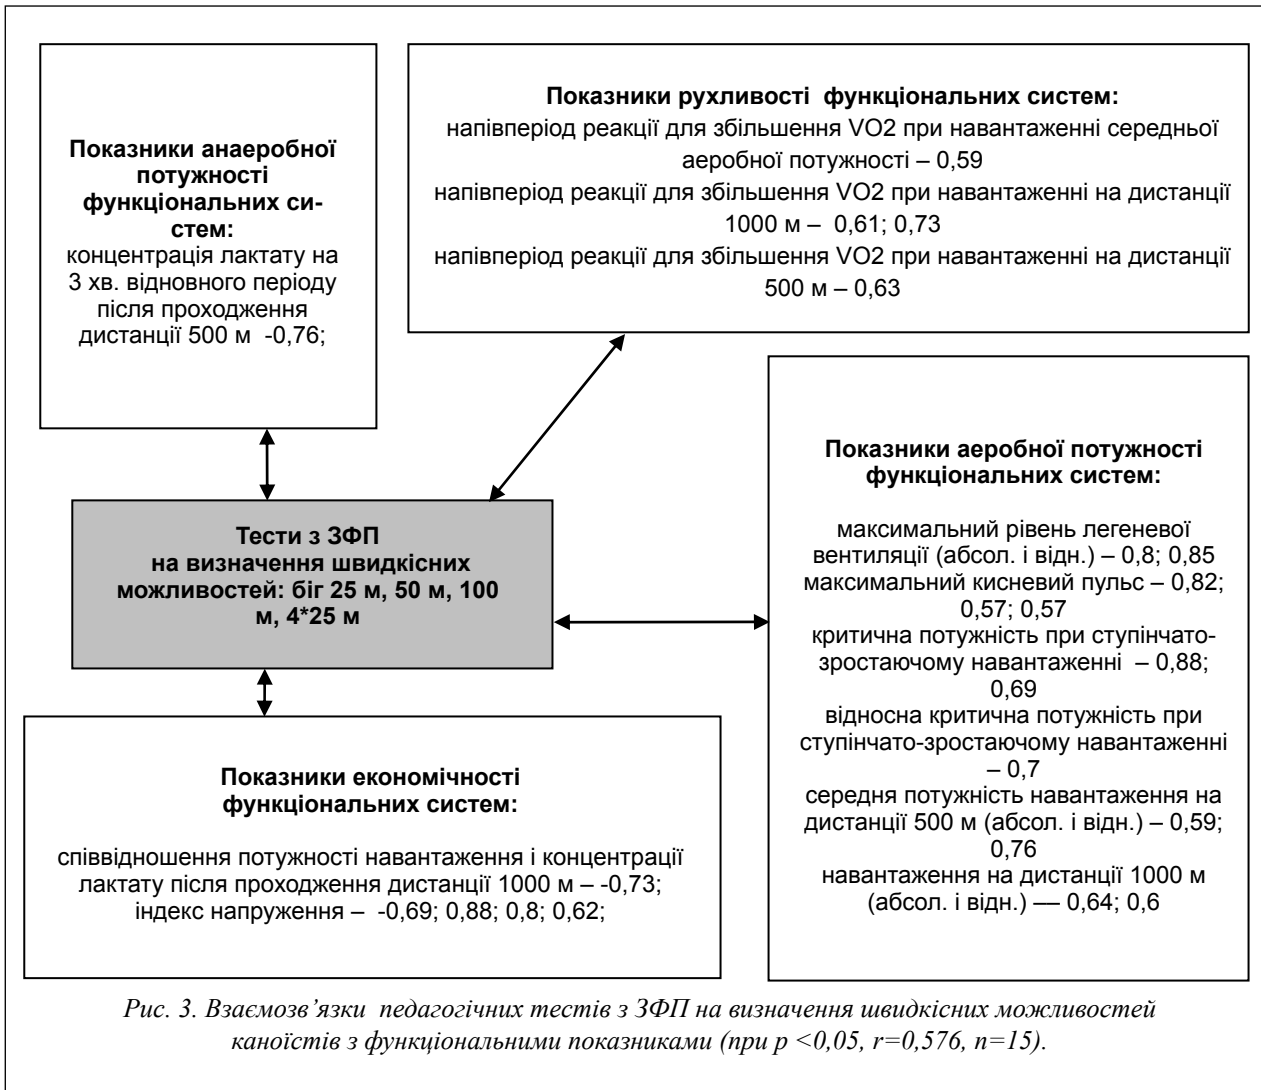 Показники анаеробної
потужності
функціональних си-
стем:
концентрація лактату на
3 хв. відновного періоду
після проходження
дистанції 500 м -0,76;
Показники рухливості функціональних систем:
напівперіод реакції для збільшення VO2 при навантаженні середньої
аеробної потужності – 0,59
напівперіод реакції для збільшення VO2 при навантаженні на дистанції
1000 м – 0,61; 0,73
напівперіод реакції для збільшення VO2 при навантаженні на дистанції
500 м – 0,63
Тести з ЗФП
на визначення швидкісних
можливостей: біг 25 м, 50 м, 100
м, 4*25 м
Показники аеробної потужності
функціональних систем:
максимальний рівень легеневої
вентиляції (абсол. і відн.) – 0,8; 0,85
максимальний кисневий пульс – 0,82;
0,57; 0,57
критична потужність при ступінчато-
зростаючому навантаженні – 0,88;
0,69
відносна критична потужність при
ступінчато-зростаючому навантаженні
– 0,7
середня потужність навантаження на
дистанції 500 м (абсол. і відн.) – 0,59;
0,76
навантаження на дистанції 1000 м
(абсол. і відн.) –– 0,64; 0,6
Показники економічності
функціональних систем:
співвідношення потужності навантаження і концентрації
лактату після проходження дистанції 1000 м – -0,73;
індекс напруження – -0,69; 0,88; 0,8; 0,62;
Рис. 3. Взаємозв’язки педагогічних тестів з ЗФП на визначення швидкісних можливостей
каноїстів з функціональними показниками (при p <0,05, r=0,576, n=15).